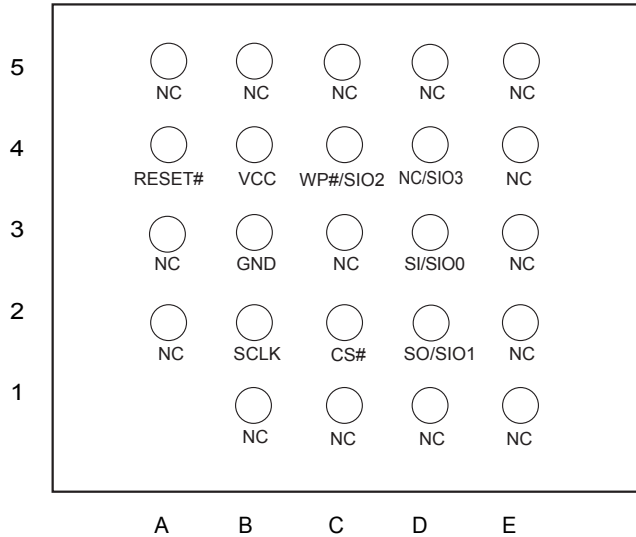 5
NC NC NC NC NC
4
RESET# VCC WP#/SIO2 NC/SIO3 NC
3
NC GND NC SI/SIO0 NC
2
NC SCLK CS# SO/SIO1 NC
1
NC NC NC NC
A B C D E